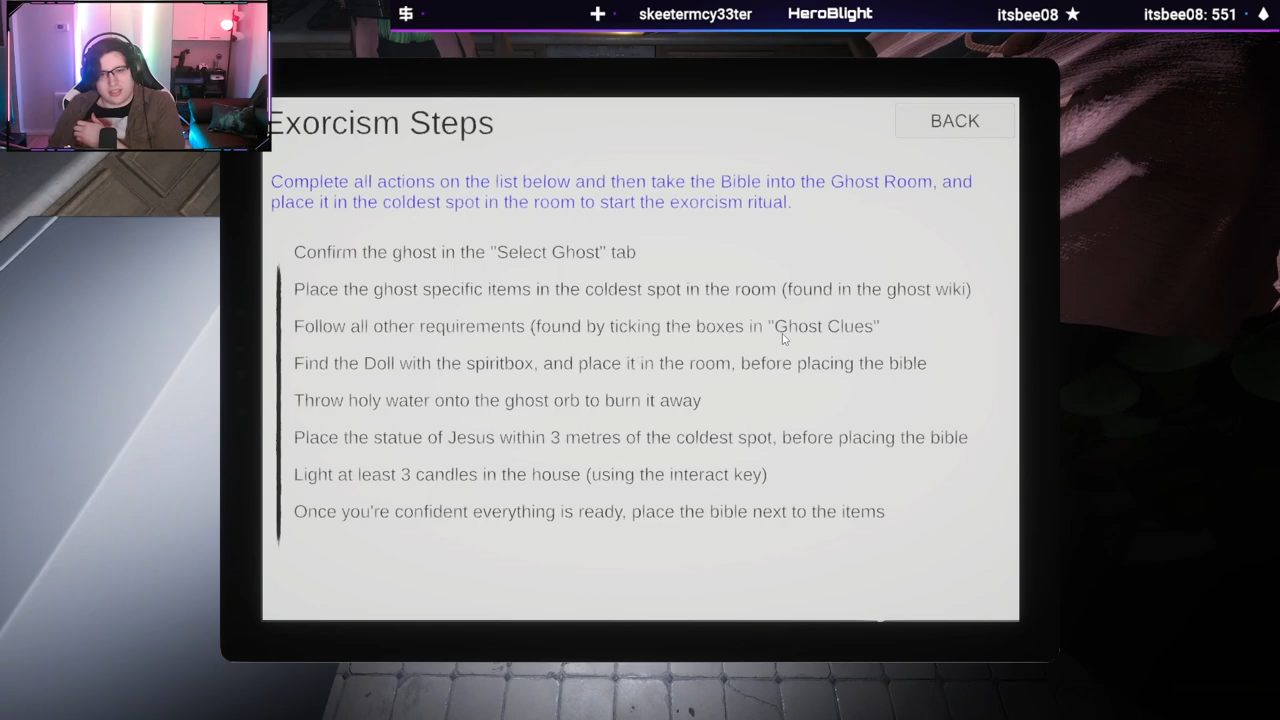 skeetermcy33ter
HeroBlight
itsbee08 ★
itsbee08: 551
Exorcism Steps
BACK
Complete all actions on the list below and then take the Bible into the Ghost Room, and
place it in the coldest spot in the room to start the exorcism ritual.
Confirm the ghost in the "Select Ghost" tab
Place the ghost specific items in the coldest spot in the room (found in the ghost wiki)
Follow all other requirements (found by ticking the boxes in "Ghost Clues"
Find the Doll with the spiritbox, and place it in the room, before placing the bible
Throw holy water onto the ghost orb to burn it away
Place the statue of Jesus within 3 metres of the coldest spot, before placing the bible
Light at least 3 candles in the house (using the interact key)
Once you're confident everything is ready, place the bible next to the items